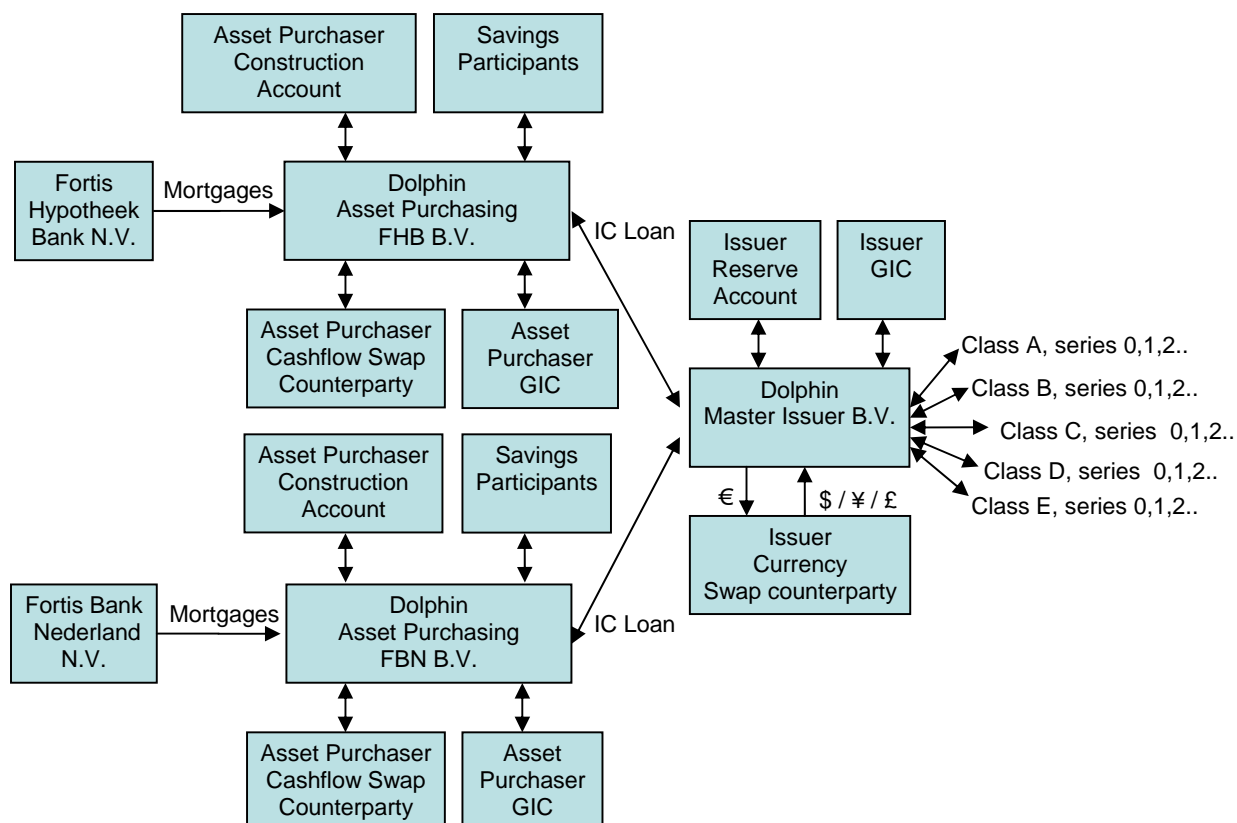 Asset Purchaser
Construction
Account
Savings
Participants
Fortis
Hypotheek
Bank N.V.
Mortgages
Dolphin
Asset Purchasing
FHB B.V.
IC Loan
Asset Purchaser
Cashflow Swap
Counterparty
Asset
Purchaser
GIC
Issuer
Reserve
Account
Issuer
GIC
Dolphin
Master Issuer B.V.
Class A, series 0,1,2..
Class B, series 0,1,2..
Class C, series 0,1,2..
Class D, series 0,1,2..
Class E, series 0,1,2..
€
$ / ¥ / £
Issuer
Currency
Swap counterparty
Asset Purchaser
Construction
Account
Savings
Participants
Fortis Bank
Nederland
N.V.
Mortgages
Dolphin
Asset Purchasing
FBN B.V.
IC Loan
Asset Purchaser
Cashflow Swap
Counterparty
Asset
Purchaser
GIC